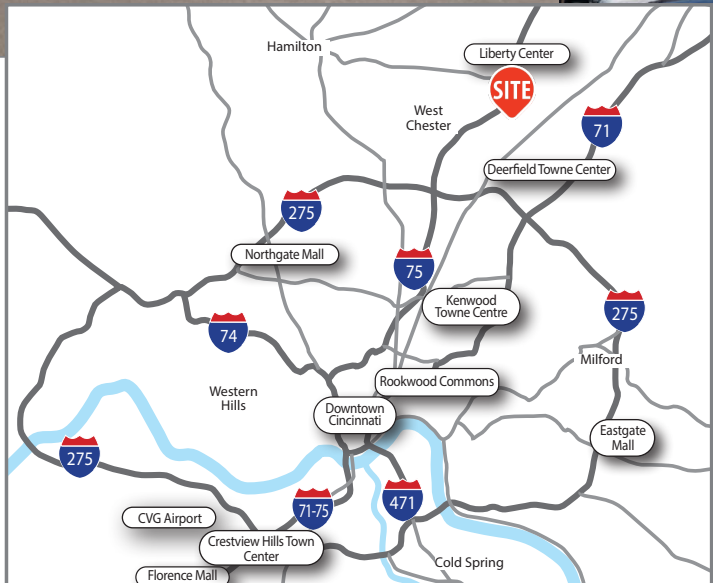 Hamilton
Liberty Center
SITE
West
Chester
71
Deerfield Towne Center
275
Northgate Mall
75
Kenwood
Towne Centre
275
74
Milford
Rookwood Commons
Western
Hills
Downtown
Cincinnati
Eastgate
Mall
275
71-75
471
CVG Airport
Crestview Hills Town
Center
Cold Spring
Florence Mall